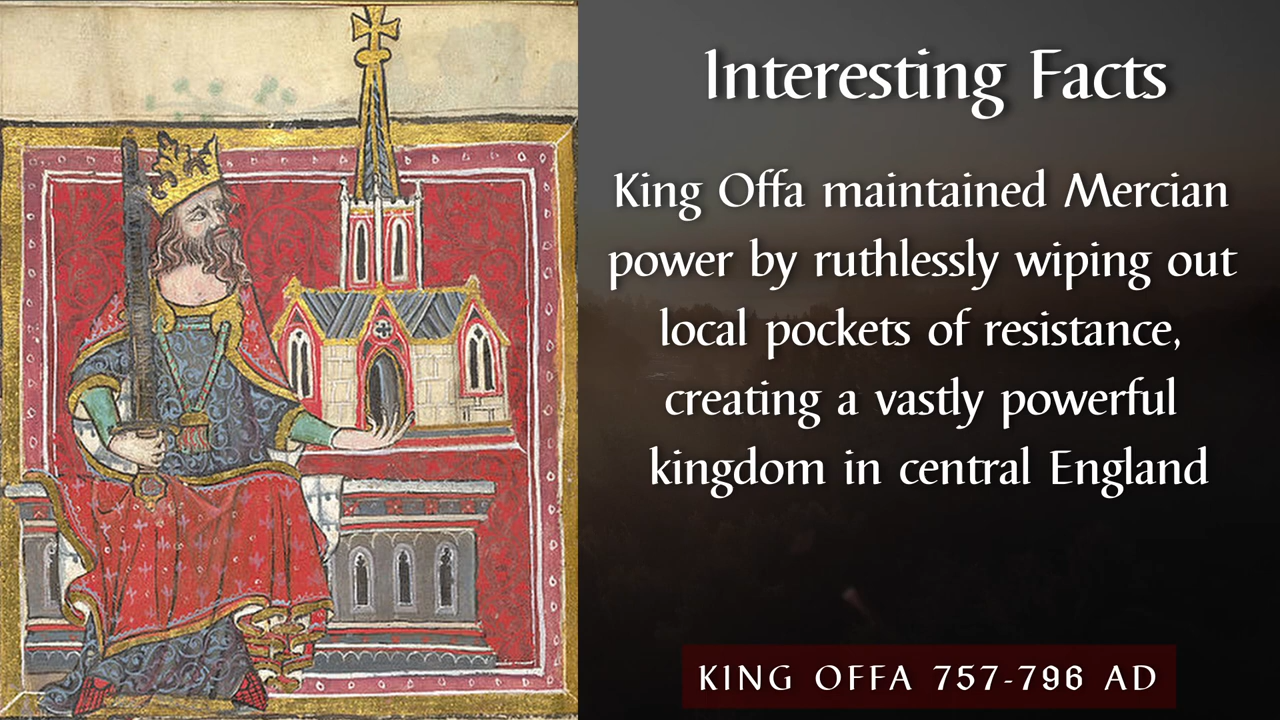 Interesting Facts
King Offa maintained Mercian
power by ruthlessly wiping out
local pockets of resistance,
creating a vastly powerful
kingdom in central England
KING OFFA 757-796 AD